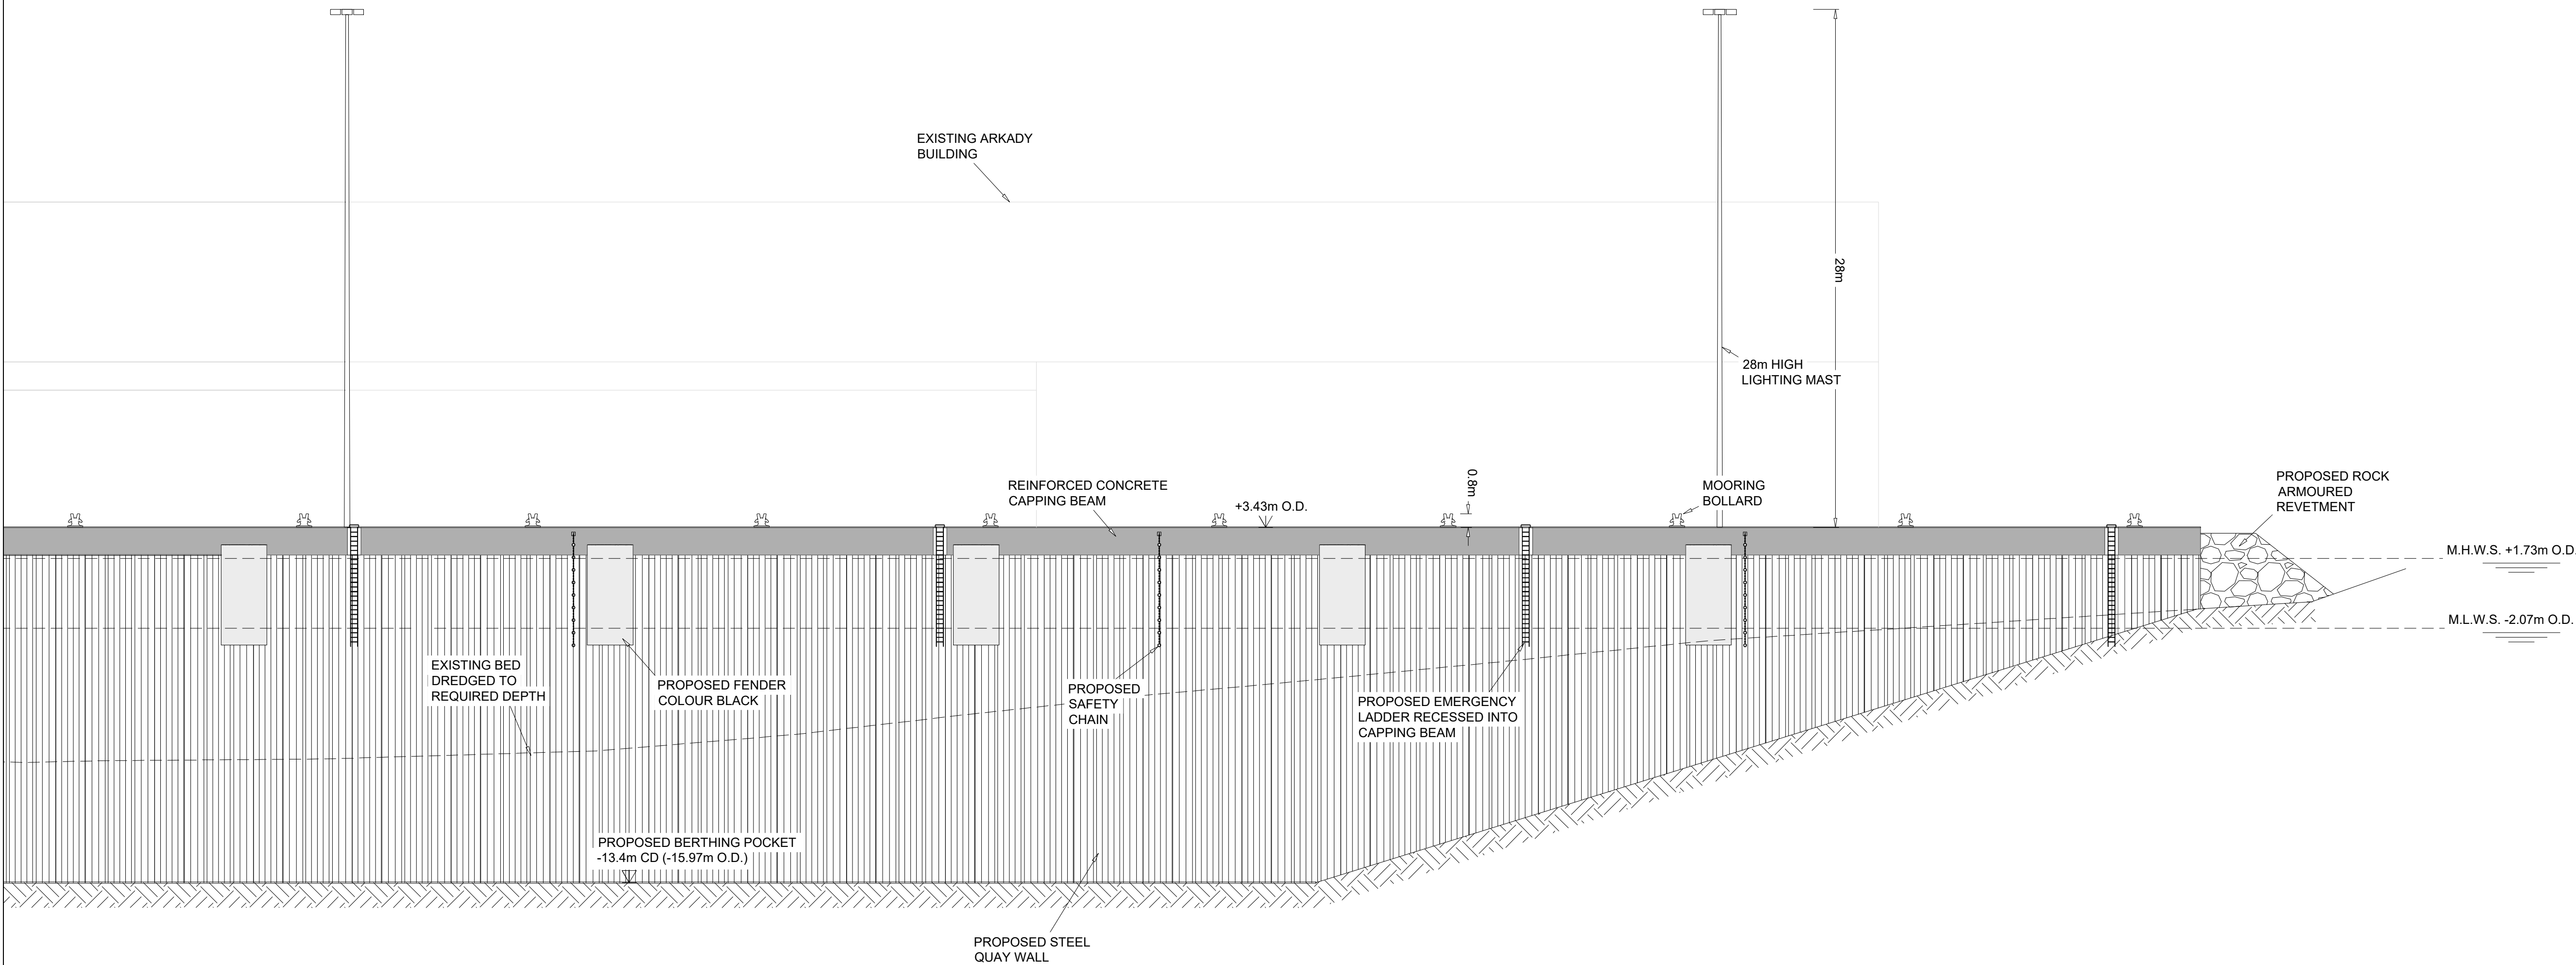 EXISTING ARKADY
BUILDING
28m
28m HIGH
LIGHTING MAST
REINFORCED CONCRETE
CAPPING BEAM
+3.43m O.D.
0.8m
MOORING
BOLLARD
PROPOSED ROCK
ARMOURED
REVETMENT
M.H.W.S. +1.73m O.D.
M.L.W.S. -2.07m O.D.
EXISTING BED
DREDGED TO
REQUIRED DEPTH
PROPOSED FENDER
COLOUR BLACK
PROPOSED
SAFETY
CHAIN
PROPOSED EMERGENCY
LADDER RECESSED INTO
CAPPING BEAM
PROPOSED BERTHING POCKET
-13.4m CD (-15.97m O.D.)
PROPOSED STEEL
QUAY WALL